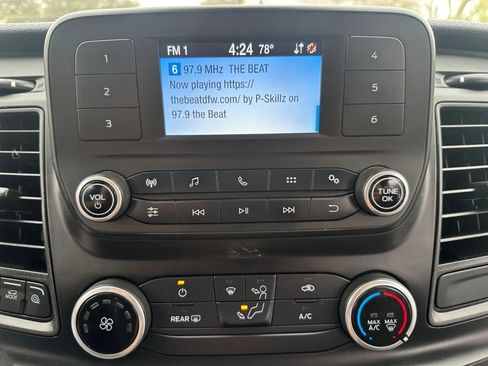 FM 1 4:24 78°
6 97.9 MHz THE BEAT
Now playing https://
thebeatdfw.com/ by P-Skillz on
97.9 the Beat
1
2
3
4
5
6
VOL
TUNE
OK
MODE
REAR
A/C
MAX
A/C
MAX